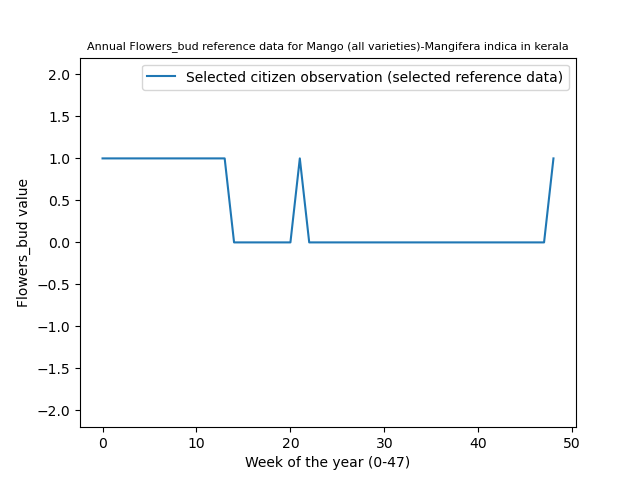 Annual Flowers_bud reference data for Mango (all varieties)-Mangifera indica in kerala
Selected citizen observation (selected reference data)
2.0
1.5
1.0
0.5
0.0
−0.5
−1.0
−1.5
−2.0
Flowers_bud value
0 10 20 30 40 50
Week of the year (0-47)